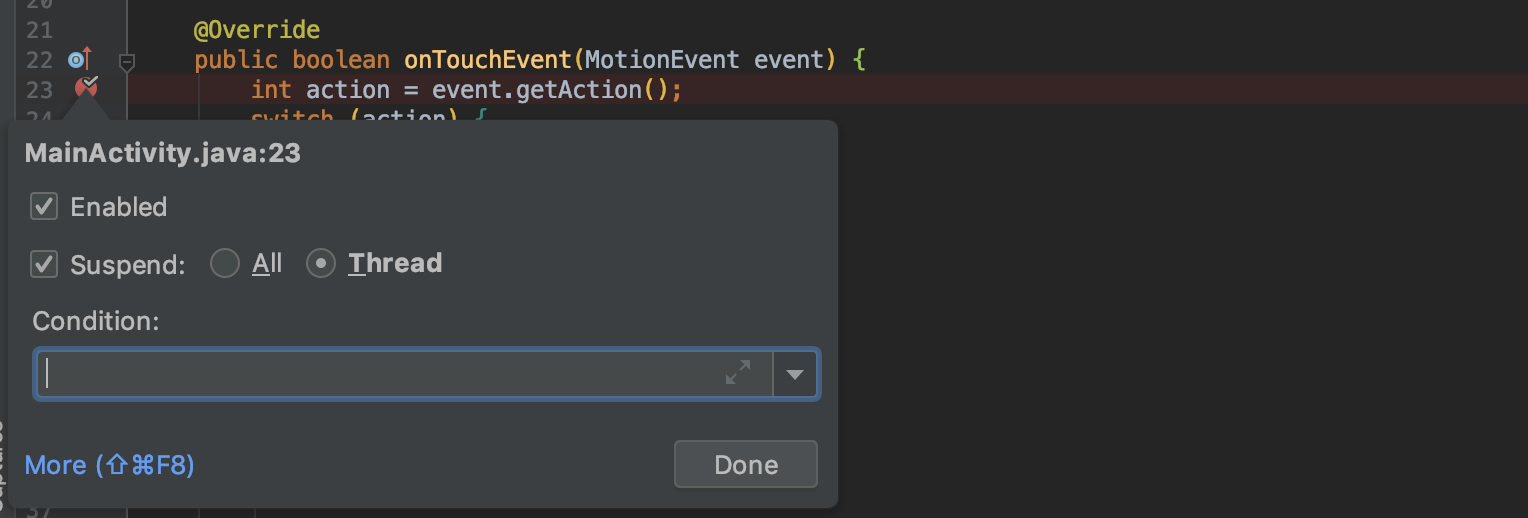 20
21 @Override
22 public boolean onTouchEvent(MotionEvent event) {
23 int action = event.getAction();
24 switch (action) {
MainActivity.java:23
Enabled
Suspend: All Thread
Condition:
More (⇧⌘F8) Done
37